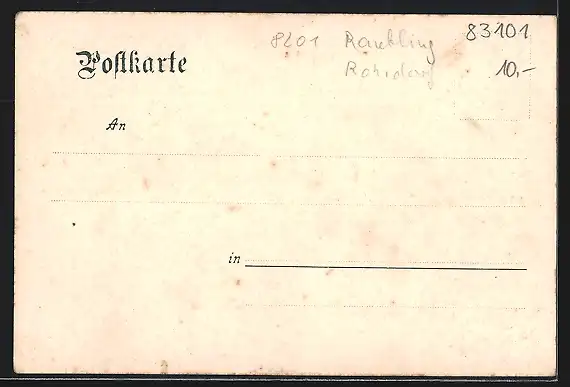 8201 Raubling 83101
Rohrdorf 10,-
Postkarte
An
in